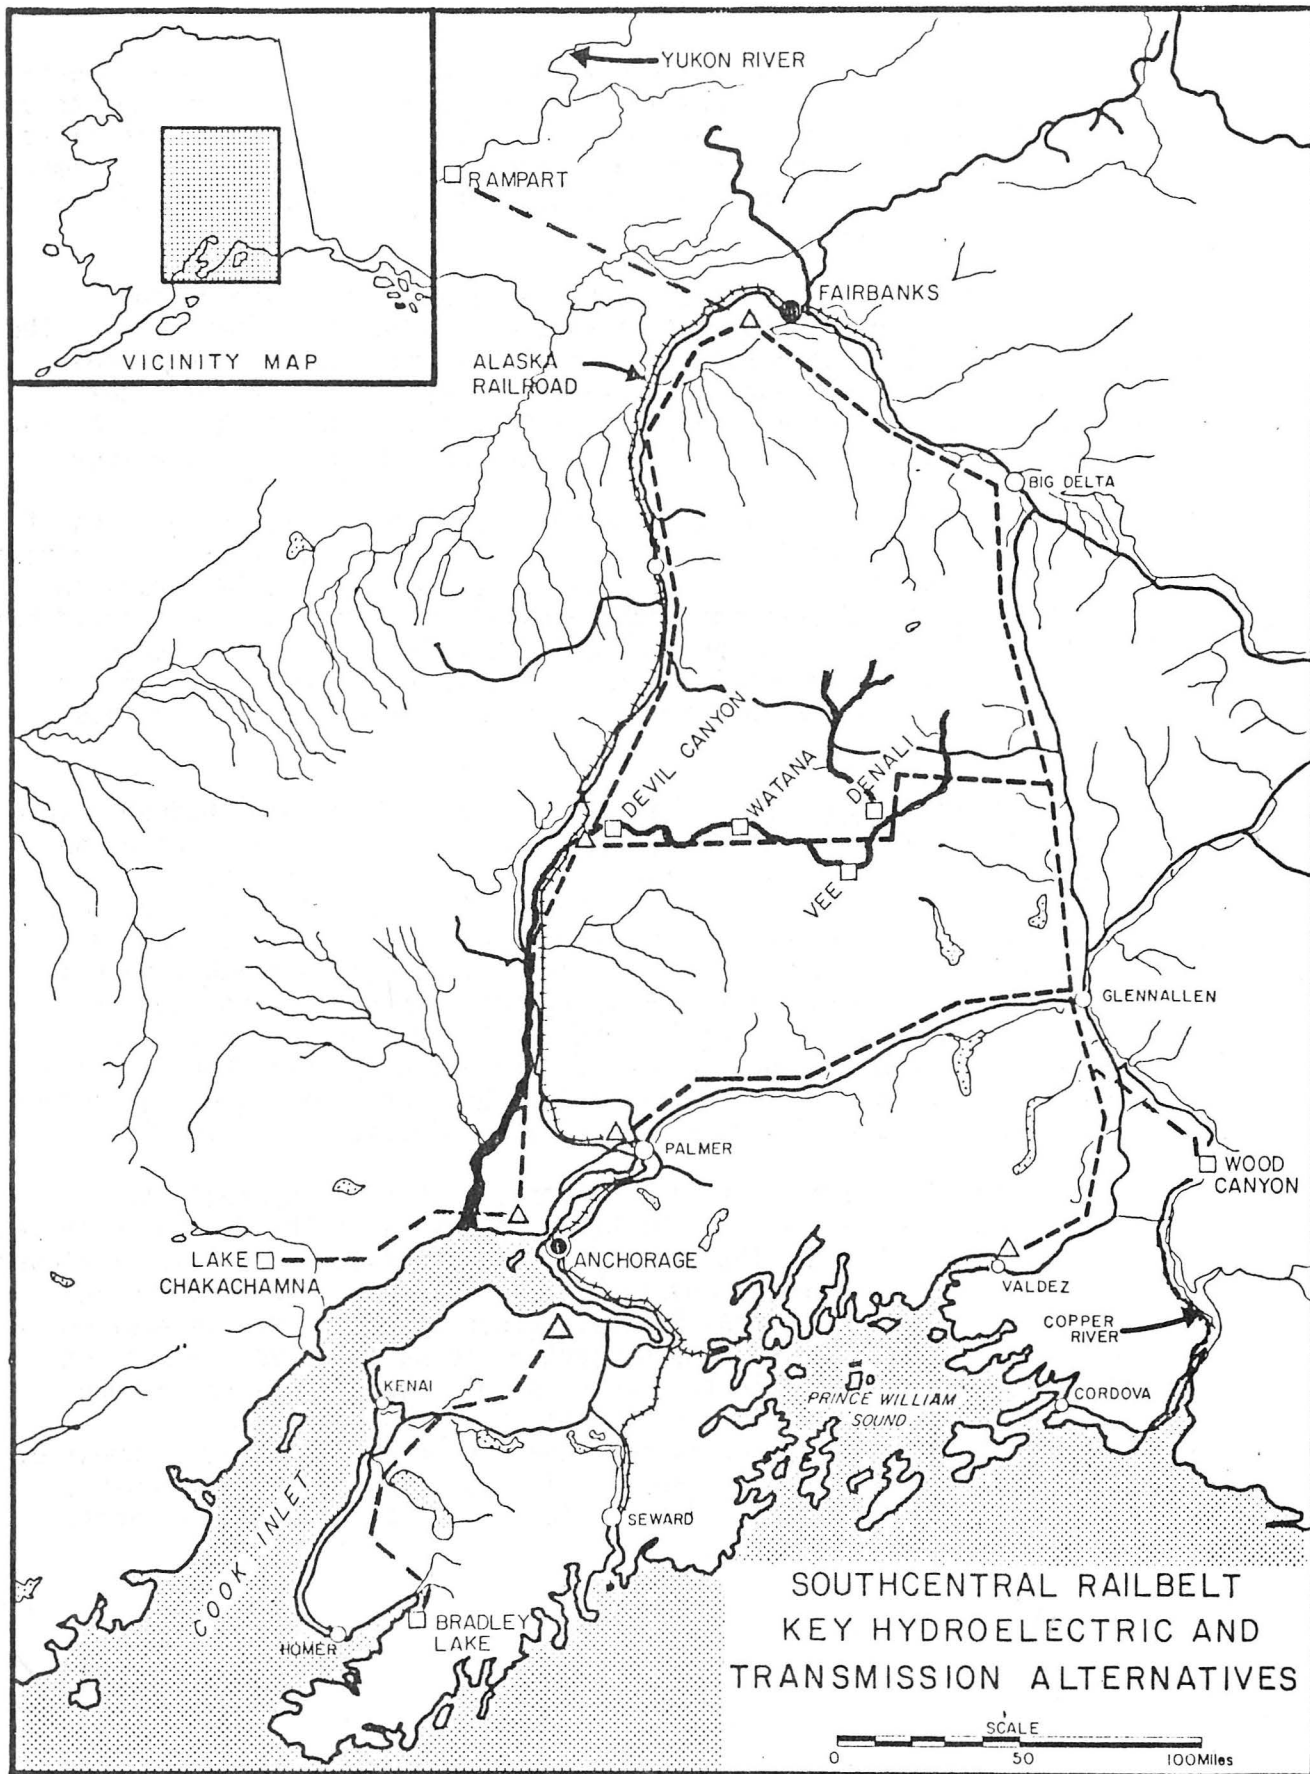 YUKON RIVER
RAMPART
FAIRBANKS
VICINITY MAP
ALASKA
RAILROAD
BIG DELTA
DEVIL CANYON
WATANA
DENALI
VEE
GLENNALLEN
PALMER
WOOD
CANYON
LAKE
CHAKACHAMNA
ANCHORAGE
VALDEZ
COPPER
RIVER
KENAI
PRINCE WILLIAM
SOUND
CORDOVA
COOK INLET
SEWARD
HOMER
BRADLEY
LAKE
SOUTHCENTRAL RAILBELT
KEY HYDROELECTRIC AND
TRANSMISSION ALTERNATIVES
SCALE
0 50 100 Miles